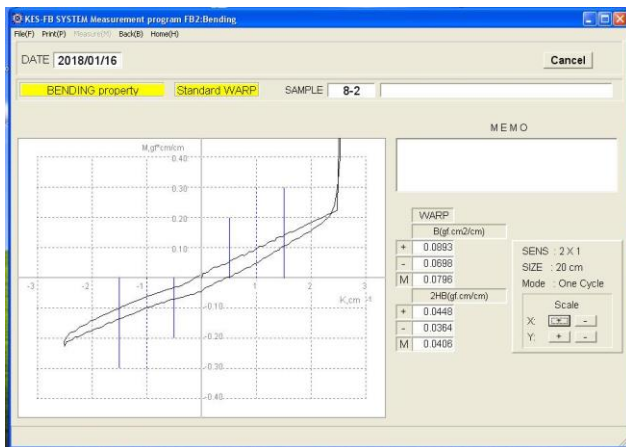 KES-FB SYSTEM Measurement program FB2:Bending
File(F) Print(P) Measure(M) Back(B) Home(H)
DATE 2018/01/16
Cancel
BENDING property Standard WARP SAMPLE 8-2
M,gf*cm/cm
0.40
0.30
0.20
0.10
-3 -2 -1 1 2 3
K,cm
-0.10
-0.20
-0.30
-0.40
MEMO
WARP
B(gf.cm2/cm)
+ 0.0893
- 0.0698
M 0.0796
2HB(gf.cm/cm)
+ 0.0448
- 0.0364
M 0.0406
SENS : 2 X 1
SIZE : 20 cm
Mode : One Cycle
Scale
X: + -
Y: + -